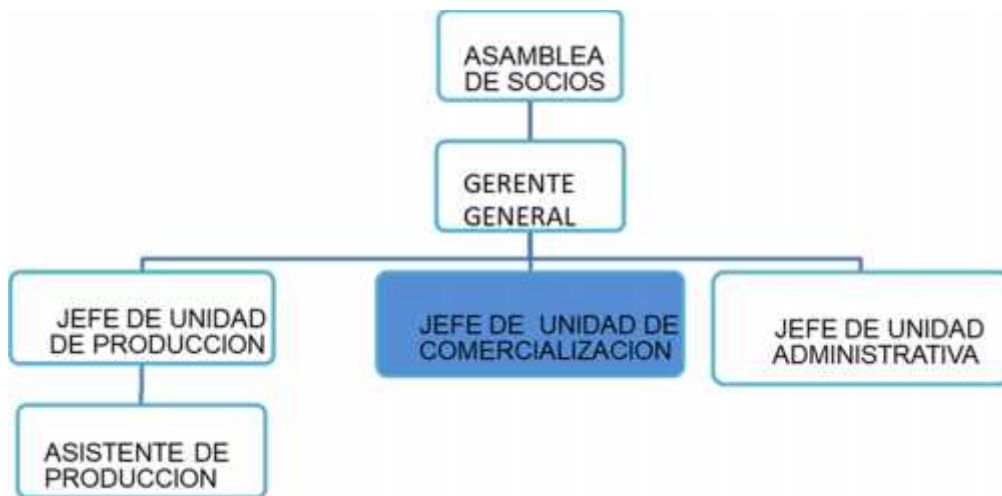 ASAMBLEA
DE SOCIOS
GERENTE
GENERAL
JEFE DE UNIDAD
DE PRODUCCION
JEFE DE UNIDAD DE
COMERCIALIZACION
JEFE DE UNIDAD
ADMINISTRATIVA
ASISTENTE DE
PRODUCCION